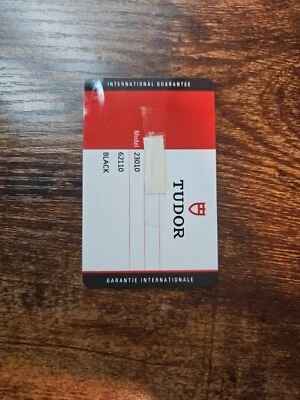 INTERNATIONAL GUARANTEE
TUDOR
Model 23010
62110
BLACK
GARANTIE INTERNATIONALE